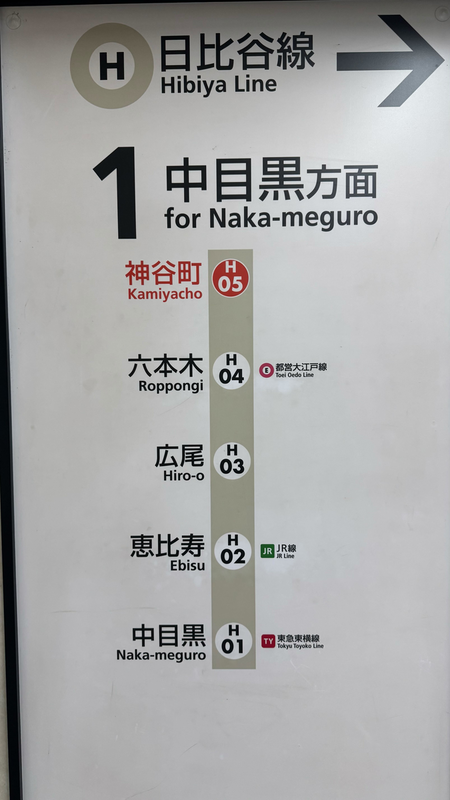 H 日比谷線
Hibiya Line
1 中目黒方面
for Naka-meguro
神谷町 H
Kamiyacho 05
六本木 H
Roppongi 04
E 都営大江戸線
Toei Oedo Line
広尾 H
Hiro-o 03
恵比寿 H
Ebisu 02
JR JR線
JR Line
中目黒 H
Naka-meguro 01
TY 東急東横線
Tokyu Toyoko Line